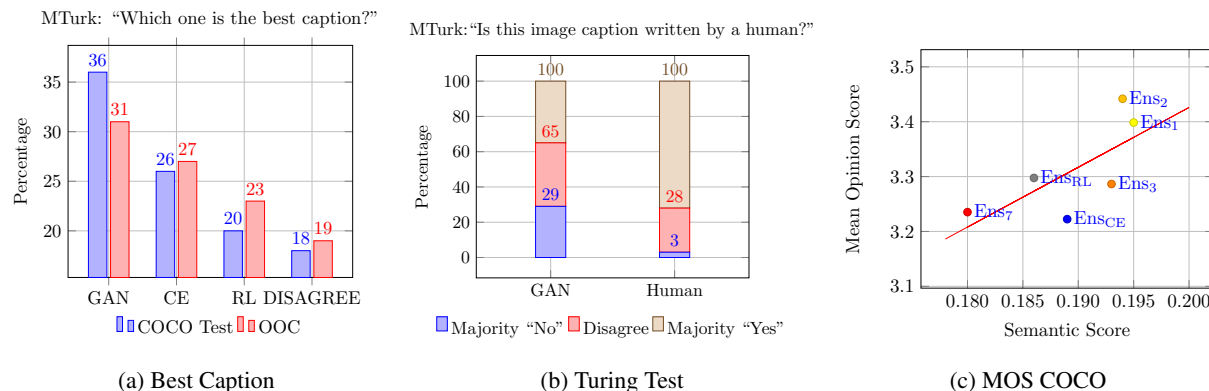 MTurk: “Which one is the best caption?”
Percentage
35
30
25
20
36
31
26
27
20
23
18
19
GAN CE RL DISAGREE
COCO Test OOC
(a) Best Caption
MTurk:“Is this image caption written by a human?”
Percentage
100
80
60
40
20
0
100
65
29
100
28
3
GAN Human
Majority “No” Disagree Majority “Yes”
(b) Turing Test
Mean Opinion Score
3.5
3.4
3.3
3.2
3.1
Ens2
Ens1
EnsRL
Ens3
Ens7
EnsCE
0.180 0.185 0.190 0.195 0.200
Semantic Score
(c) MOS COCO